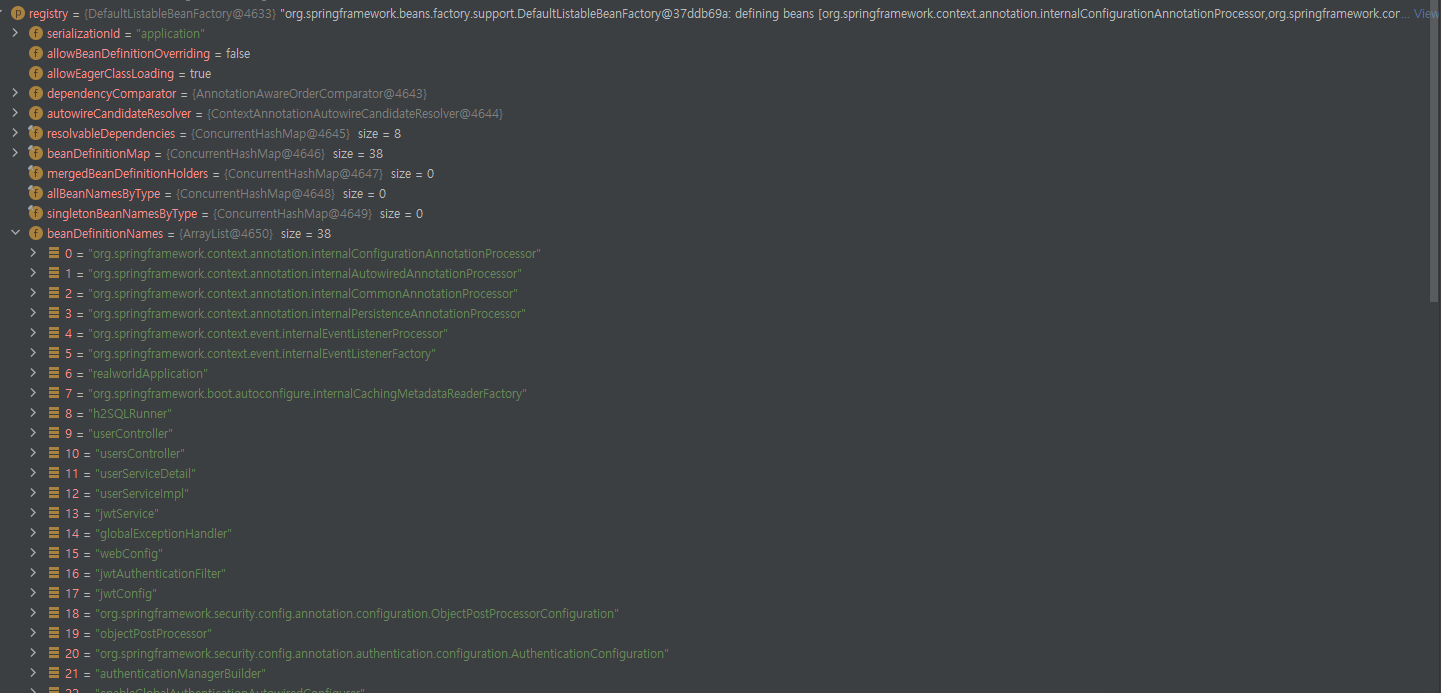 registry = {DefaultListableBeanFactory@4633} "org.springframework.beans.factory.support.DefaultListableBeanFactory@37ddb69a: defining beans [org.springframework.context.annotation.internalConfigurationAnnotationProcessor,org.springframework.cor... View
serializationId = "application"
allowBeanDefinitionOverriding = false
allowEagerClassLoading = true
dependencyComparator = {AnnotationAwareOrderComparator@4643}
autowireCandidateResolver = {ContextAnnotationAutowireCandidateResolver@4644}
resolvableDependencies = {ConcurrentHashMap@4645} size = 8
beanDefinitionMap = {ConcurrentHashMap@4646} size = 38
mergedBeanDefinitionHolders = {ConcurrentHashMap@4647} size = 0
allBeanNamesByType = {ConcurrentHashMap@4648} size = 0
singletonBeanNamesByType = {ConcurrentHashMap@4649} size = 0
beanDefinitionNames = {ArrayList@4650} size = 38
0 = "org.springframework.context.annotation.internalConfigurationAnnotationProcessor"
1 = "org.springframework.context.annotation.internalAutowiredAnnotationProcessor"
2 = "org.springframework.context.annotation.internalCommonAnnotationProcessor"
3 = "org.springframework.context.annotation.internalPersistenceAnnotationProcessor"
4 = "org.springframework.context.event.internalEventListenerProcessor"
5 = "org.springframework.context.event.internalEventListenerFactory"
6 = "realworldApplication"
7 = "org.springframework.boot.autoconfigure.internalCachingMetadataReaderFactory"
8 = "h2SQLRunner"
9 = "userController"
10 = "usersController"
11 = "userServiceDetail"
12 = "userServiceImpl"
13 = "jwtService"
14 = "globalExceptionHandler"
15 = "webConfig"
16 = "jwtAuthenticationFilter"
17 = "jwtConfig"
18 = "org.springframework.security.config.annotation.configuration.ObjectPostProcessorConfiguration"
19 = "objectPostProcessor"
20 = "org.springframework.security.config.annotation.authentication.configuration.AuthenticationConfiguration"
21 = "authenticationManagerBuilder"
22 = "enableGlobalAuthenticationAutowiredConfigurer"